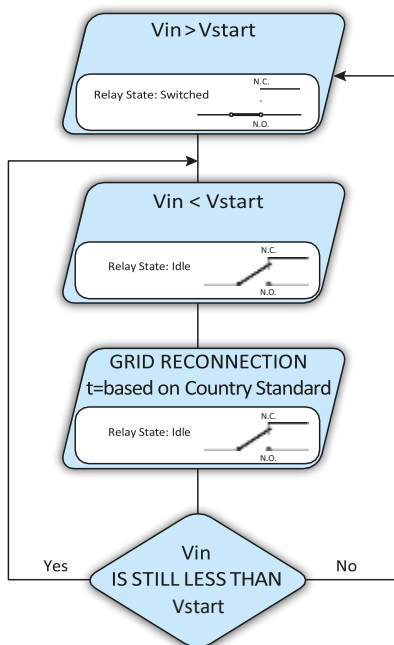 Vin > Vstart
N.C.
Relay State: Switched
N.O.
Vin < Vstart
N.C.
Relay State: Idle
N.O.
GRID RECONNECTION
t=based on Country Standard
N.C.
Relay State: Idle
N.O.
Vin
Yes
No
IS STILL LESS THAN
Vstart